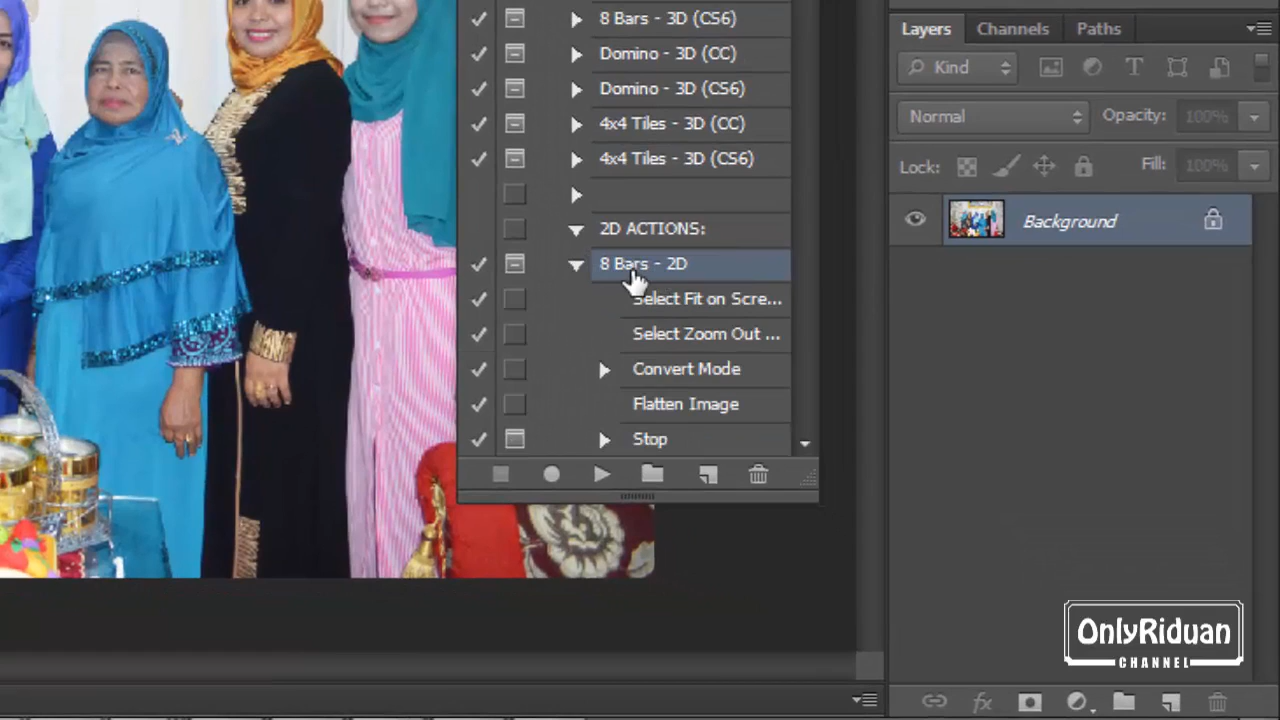 8 Bars - 3D (CS6)
Domino - 3D (CC)
Domino - 3D (CS6)
4x4 Tiles - 3D (CC)
4x4 Tiles - 3D (CS6)
2D ACTIONS:
8 Bars - 2D
Select Fit on Scre...
Select Zoom Out ...
Convert Mode
Flatten Image
Stop
Layers Channels Paths
Kind
Normal Opacity: 100%
Lock: Fill: 100%
Background
OnlyRiduan
CHANNEL